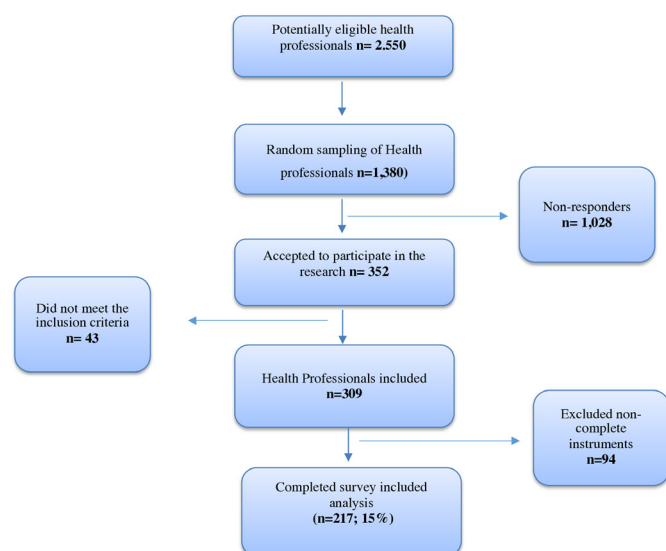 Potentially eligible health
professionals n= 2.550
Random sampling of Health
professionals n=1,380)
Non-responders
n= 1,028
Accepted to participate in the
research n= 352
Did not meet the
inclusion criteria
n= 43
Health Professionals included
n=309
Excluded non-
complete
instruments
n=94
Completed survey included
analysis
(n=217; 15%)